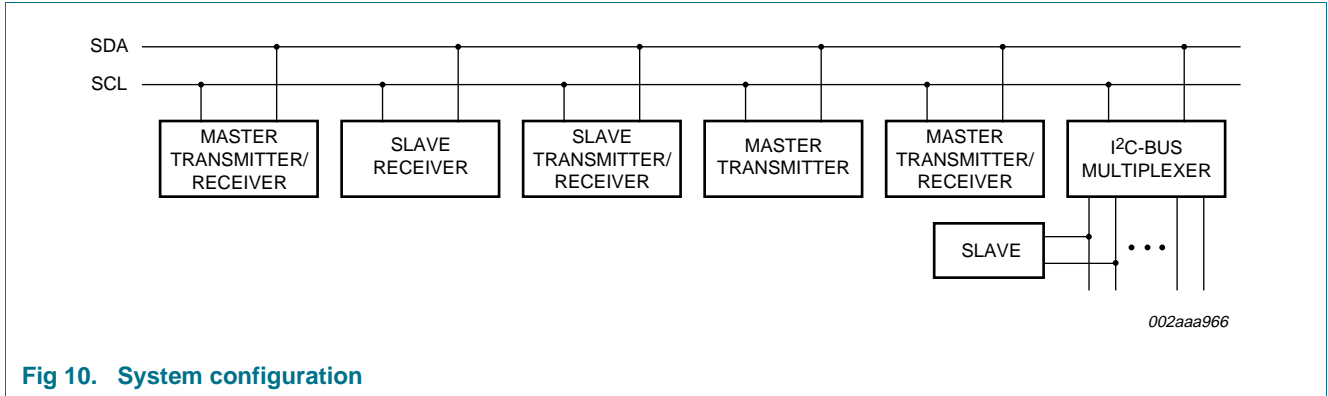 SDA
SCL
MASTER
TRANSMITTER/
RECEIVER
SLAVE
RECEIVER
SLAVE
TRANSMITTER/
RECEIVER
MASTER
TRANSMITTER
MASTER
TRANSMITTER/
RECEIVER
I²C-BUS
MULTIPLEXER
SLAVE
002aaa966
Fig 10. System configuration